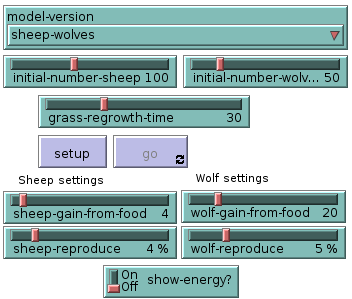 model-version
sheep-wolves
initial-number-sheep 100
initial-number-wolv... 50
grass-regrowth-time 30
setup
go
Sheep settings
Wolf settings
sheep-gain-from-food 4
wolf-gain-from-food 20
sheep-reproduce 4 %
wolf-reproduce 5 %
On
Off
show-energy?